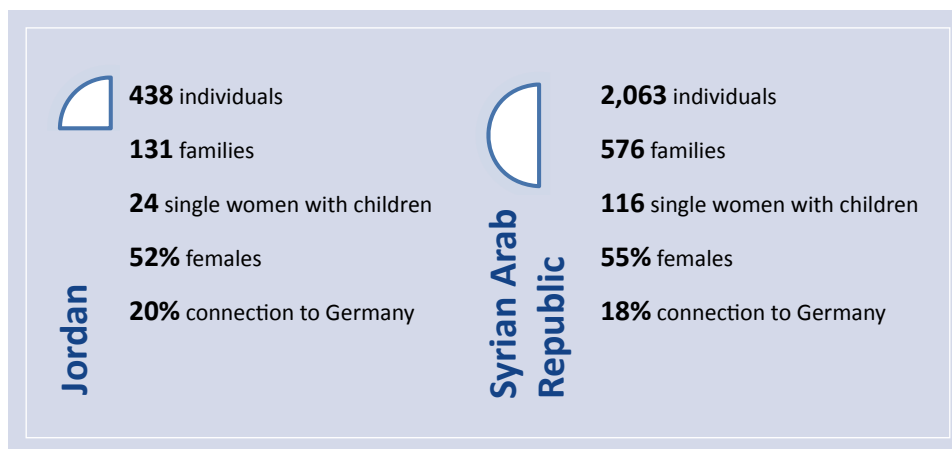 438 individuals
131 families
24 single women with children
52% females
20% connection to Germany
Jordan
2,063 individuals
576 families
116 single women with children
55% females
18% connection to Germany
Syrian Arab
Republic